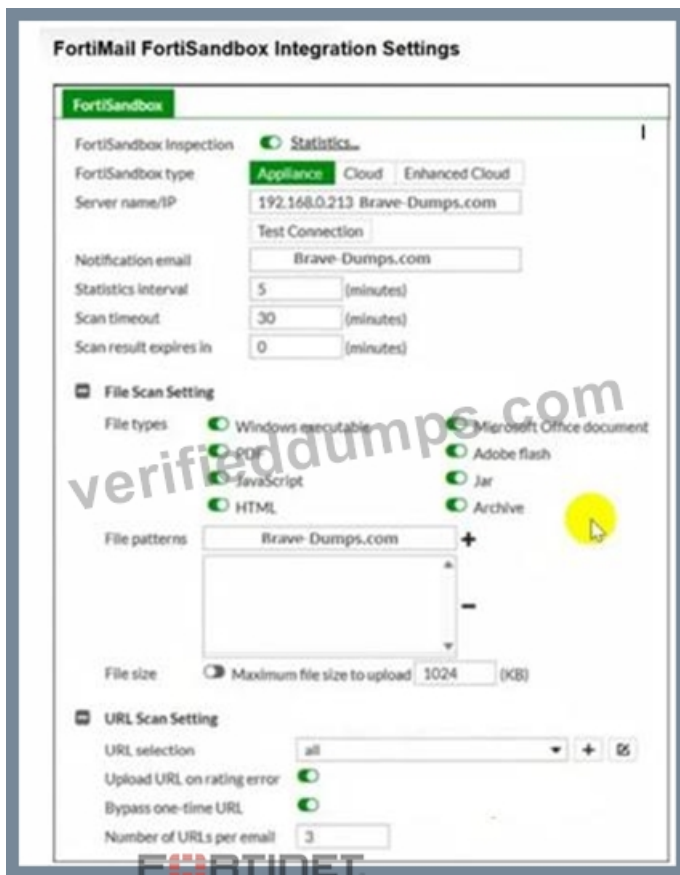 FortiMail FortiSandbox Integration Settings
FortiSandbox
FortiSandbox Inspection Statistics...
FortiSandbox type Appliance Cloud Enhanced Cloud
Server name/IP 192.168.0.213 Brave-Dumps.com
Test Connection
Notification email Brave-Dumps.com
Statistics interval 5 (minutes)
Scan timeout 30 (minutes)
Scan result expires in 0 (minutes)
File Scan Setting
File types Windows executable Microsoft Office document
PDF Adobe flash
JavaScript Jar
HTML Archive
verifieddumps.com
File patterns Brave-Dumps.com
File size Maximum file size to upload 1024 (KB)
URL Scan Setting
URL selection all
Upload URL on rating error
Bypass one-time URL
Number of URLs per email 3